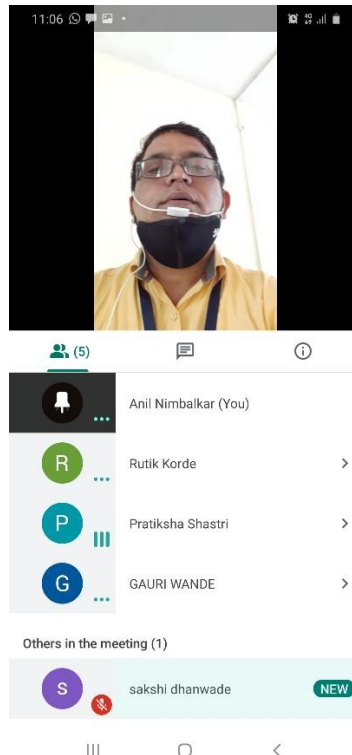 11:06
4G
(5)
Anil Nimbalkar (You)
R
Rutik Korde
P
Pratiksha Shastri
G
GAURI WANDE
Others in the meeting (1)
S
sakshi dhanwade
NEW